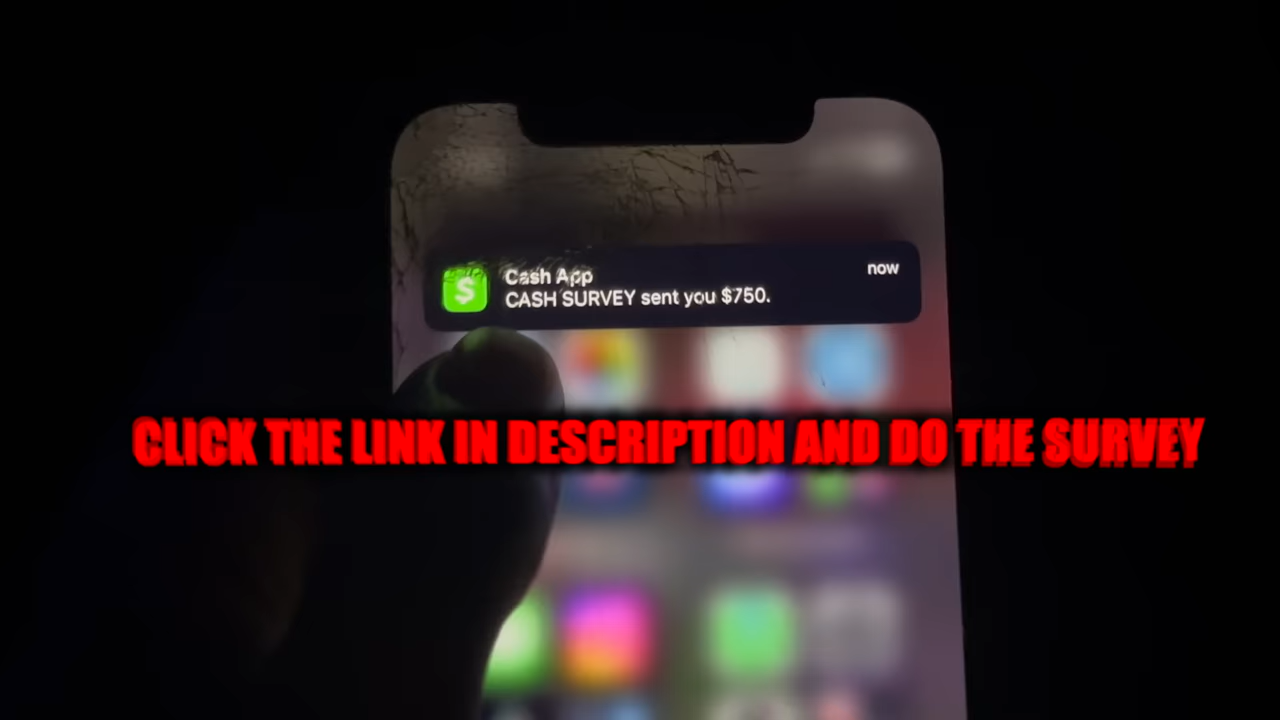 Cash App
now
CASH SURVEY sent you $750.
CLICK THE LINK IN DESCRIPTION AND DO THE SURVEY